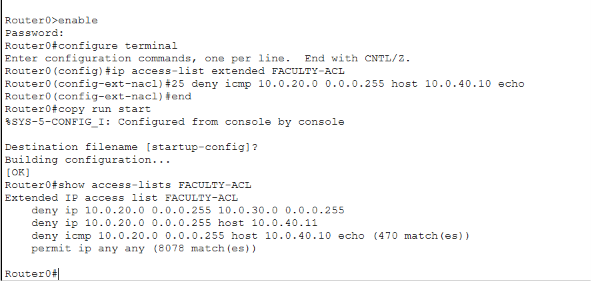 Router0>enable
Password:
Router0#configure terminal
Enter configuration commands, one per line.  End with CNTL/Z.
Router0(config)#ip access-list extended FACULTY-ACL
Router0(config-ext-nacl)#25 deny icmp 10.0.20.0 0.0.0.255 host 10.0.40.10 echo
Router0(config-ext-nacl)#end
Router0#copy run start
%SYS-5-CONFIG_I: Configured from console by console
Destination filename [startup-config]?
Building configuration...
[OK]
Router0#show access-lists FACULTY-ACL
Extended IP access list FACULTY-ACL
    deny ip 10.0.20.0 0.0.0.255 10.0.30.0 0.0.0.255
    deny ip 10.0.20.0 0.0.0.255 host 10.0.40.11
    deny icmp 10.0.20.0 0.0.0.255 host 10.0.40.10 echo (470 match(es))
    permit ip any any (8078 match(es))
Router0#